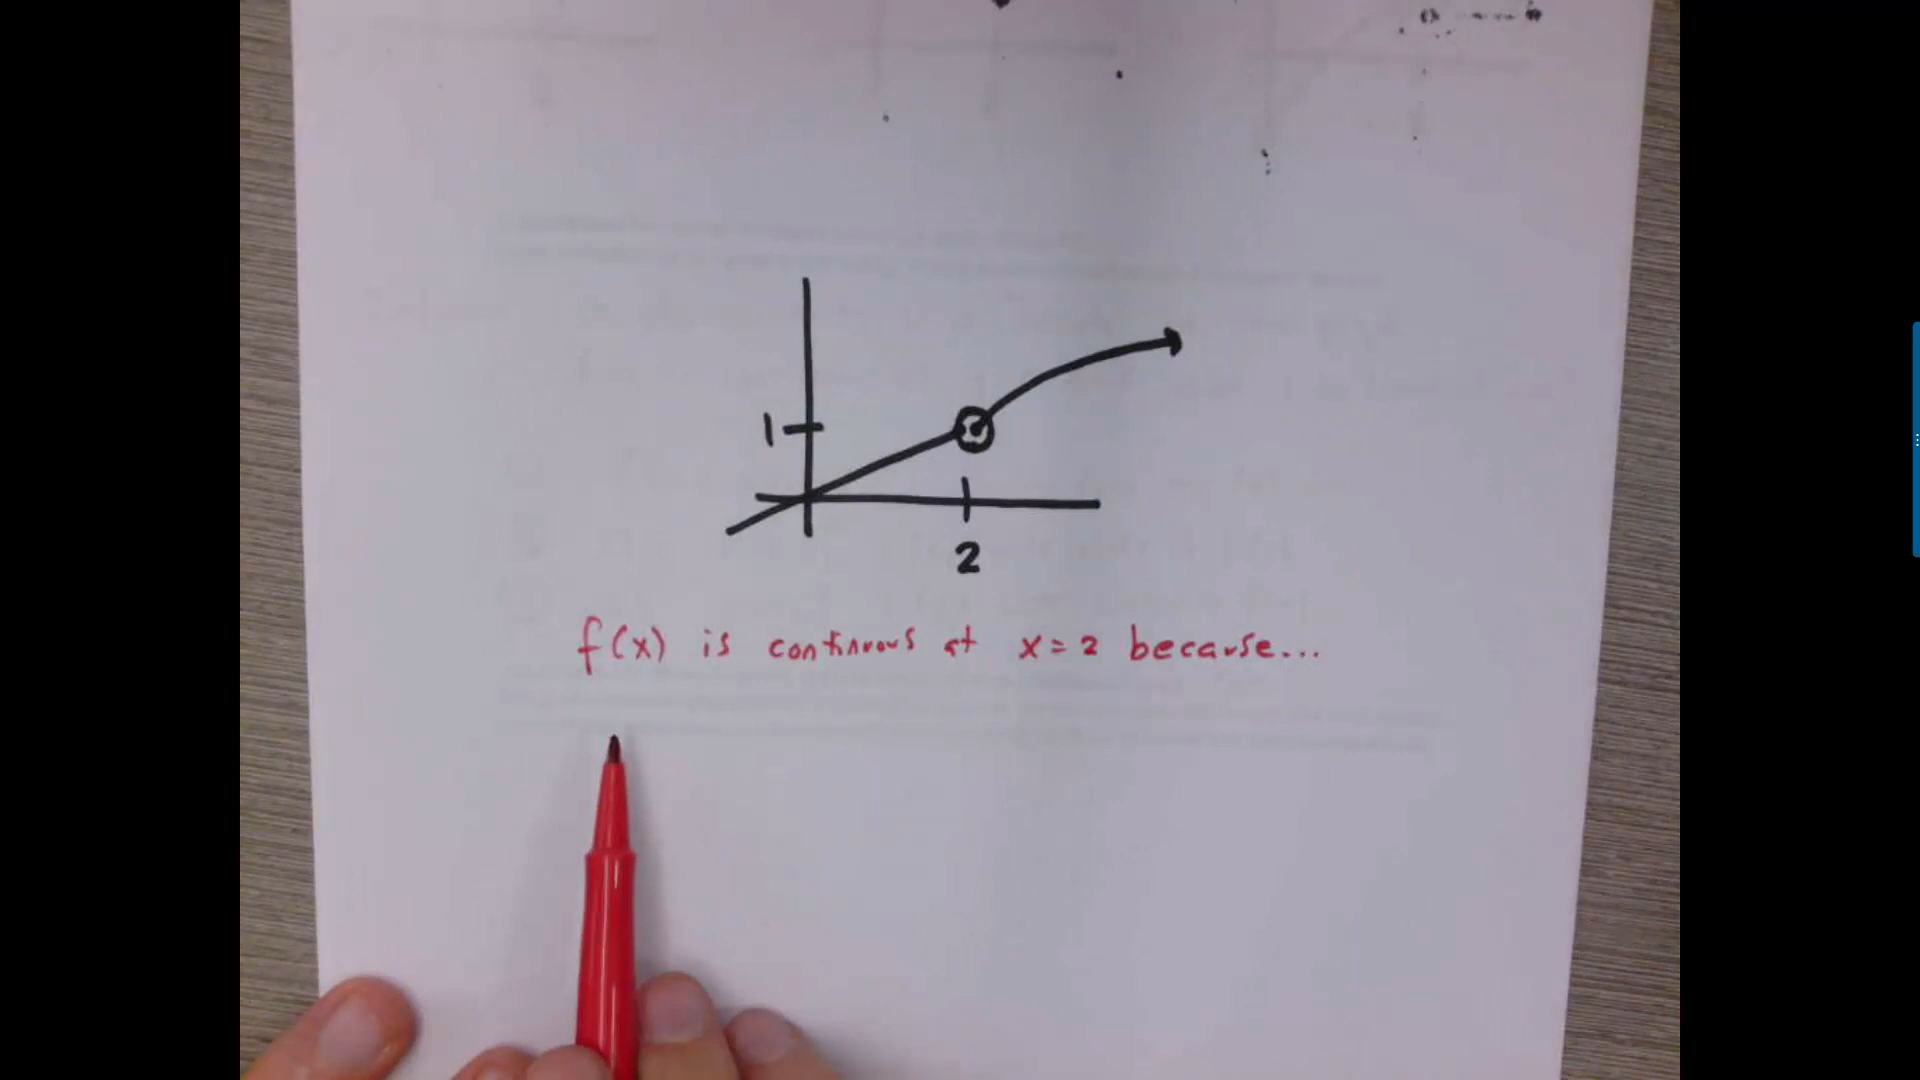 1
2
f(x) is continuous at x=2 because...